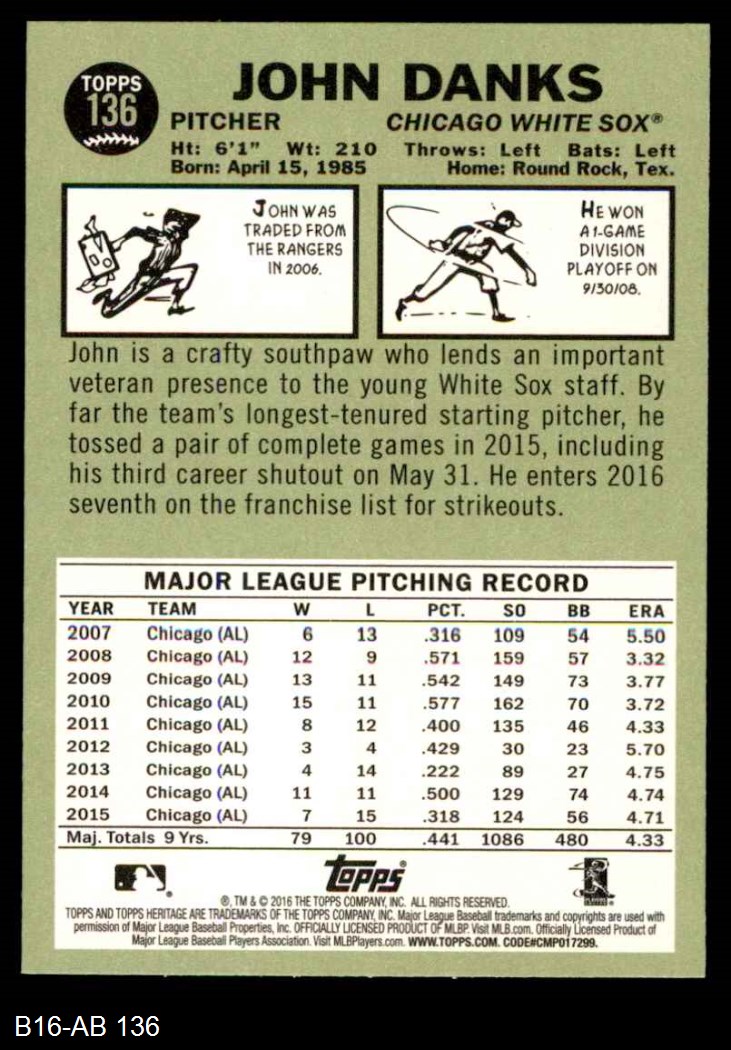 TOPPS
136
JOHN DANKS
PITCHER CHICAGO WHITE SOX®
Ht: 6'1" Wt: 210 Throws: Left Bats: Left
Born: April 15, 1985 Home: Round Rock, Tex.
JOHN WAS
TRADED FROM
THE RANGERS
IN 2006.
HE WON
A 1-GAME
DIVISION
PLAYOFF ON
9/30/08.
John is a crafty southpaw who lends an important
veteran presence to the young White Sox staff. By
far the team's longest-tenured starting pitcher, he
tossed a pair of complete games in 2015, including
his third career shutout on May 31. He enters 2016
seventh on the franchise list for strikeouts.
MAJOR LEAGUE PITCHING RECORD
YEAR TEAM W L PCT. SO BB ERA
2007 Chicago (AL) 6 13 .316 109 54 5.50
2008 Chicago (AL) 12 9 .571 159 57 3.32
2009 Chicago (AL) 13 11 .542 149 73 3.77
2010 Chicago (AL) 15 11 .577 162 70 3.72
2011 Chicago (AL) 8 12 .400 135 46 4.33
2012 Chicago (AL) 3 4 .429 30 23 5.70
2013 Chicago (AL) 4 14 .222 89 27 4.75
2014 Chicago (AL) 11 11 .500 129 74 4.74
2015 Chicago (AL) 7 15 .318 124 56 4.71
Maj. Totals 9 Yrs. 79 100 .441 1086 480 4.33
Topps®
®, TM & © 2016 THE TOPPS COMPANY, INC. ALL RIGHTS RESERVED.
TOPPS AND TOPPS HERITAGE ARE TRADEMARKS OF THE TOPPS COMPANY, INC. Major League Baseball trademarks and copyrights are used with
permission of Major League Baseball Properties, Inc. OFFICIALLY LICENSED PRODUCT OF MLBP. Visit MLB.com. Officially Licensed Product of
Major League Baseball Players Association. Visit MLBPlayers.com. WWW.TOPPS.COM. CODE#CMP017299.
B16-AB 136